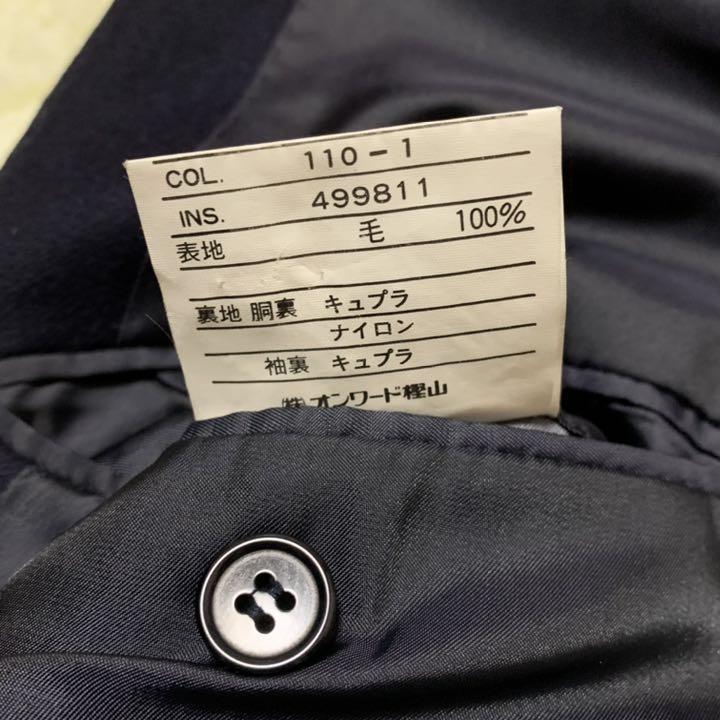 COL. 110-1
INS. 499811
表地 毛 100%
裏地 胴裏 キュプラ
ナイロン
袖裏 キュプラ
㈱オンワード樫山